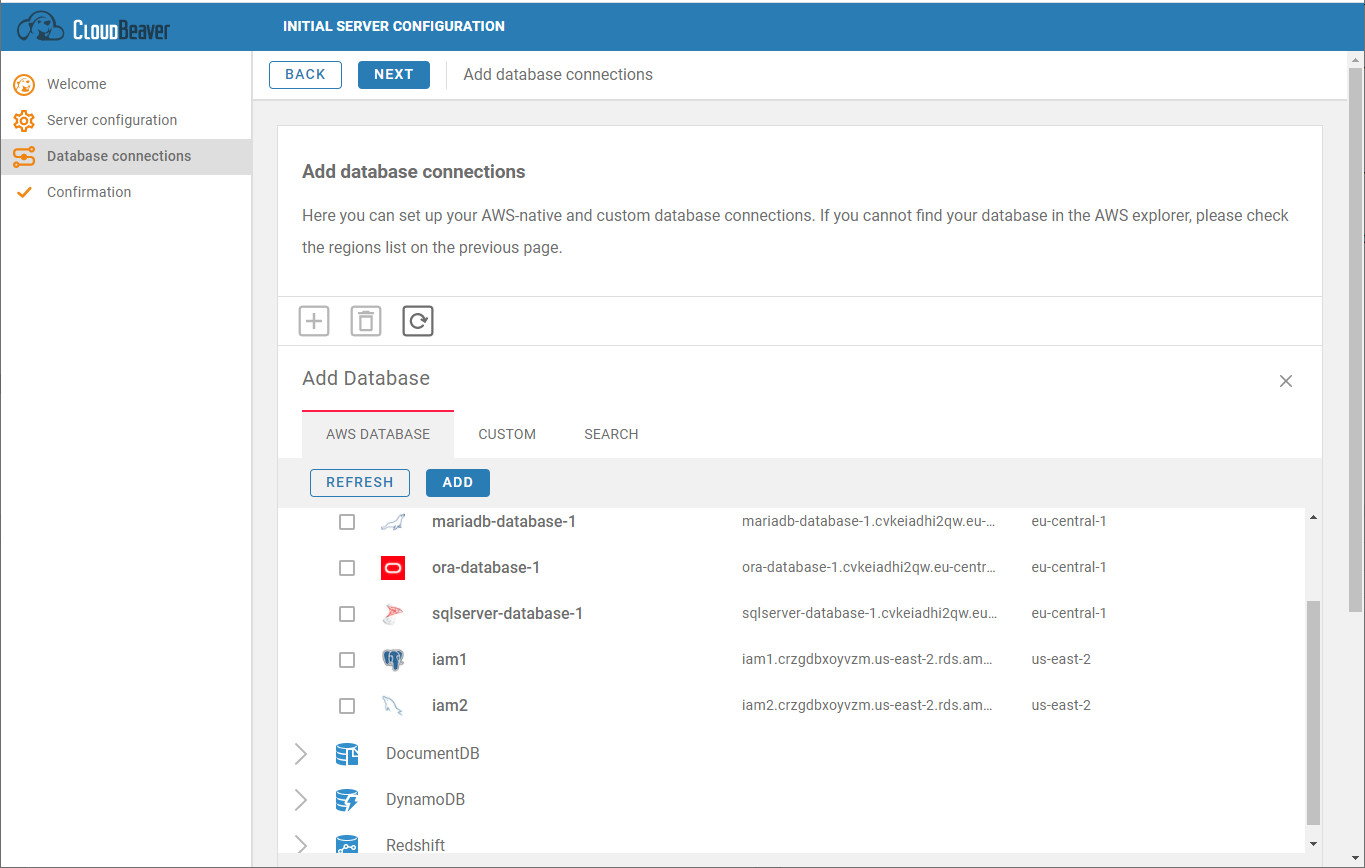 CloudBeaver
INITIAL SERVER CONFIGURATION
Welcome
Server configuration
Database connections
Confirmation
BACK
NEXT
Add database connections
Add database connections
Here you can set up your AWS-native and custom database connections. If you cannot find your database in the AWS explorer, please check
the regions list on the previous page.
Add Database
AWS DATABASE
CUSTOM
SEARCH
REFRESH
ADD
mariadb-database-1 mariadb-database-1.cvkeiadhi2qw.eu-... eu-central-1
ora-database-1 ora-database-1.cvkeiadhi2qw.eu-centr... eu-central-1
sqlserver-database-1 sqlserver-database-1.cvkeiadhi2qw.eu... eu-central-1
iam1 iam1.crzgdbxoyvzm.us-east-2.rds.am... us-east-2
iam2 iam2.crzgdbxoyvzm.us-east-2.rds.am... us-east-2
DocumentDB
DynamoDB
Redshift